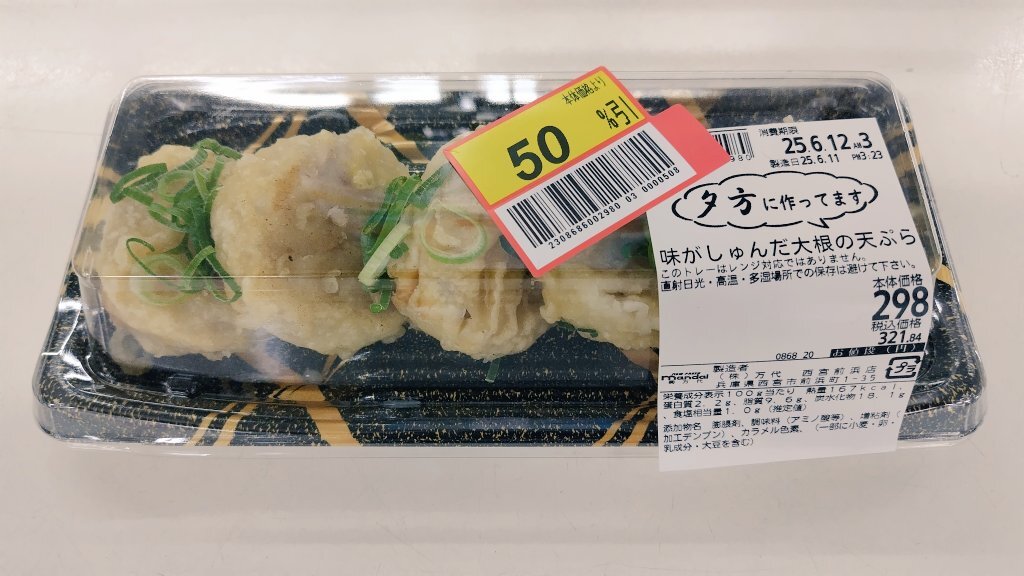 本体価格より
50 %引
2308686002980 03 0000508
980
消費期限
25.6.12 AM 3
製造日25.6.11 PM 3:23
夕方に作ってます
味がしゅんだ大根の天ぷら
このトレーはレンジ対応ではありません。
直射日光・高温・多湿場所での保存は避けて下さい。
本体価格
298
税込価格
321.84
0868 20 お値段(円)
プラ
製造者
mandai (株)万代 西宮前浜店
兵庫県西宮市前浜町1-35
栄養成分表示100g当たり 熱量167kcal、
蛋白質2.2g、脂質9.6g、炭水化物18.1g
食塩相当量1.0g(推定値)
添加物名 膨脹剤、調味料(アミノ酸等)、増粘剤(
加工デンプン)、カラメル色素、(一部に小麦・卵・
乳成分・大豆を含む)